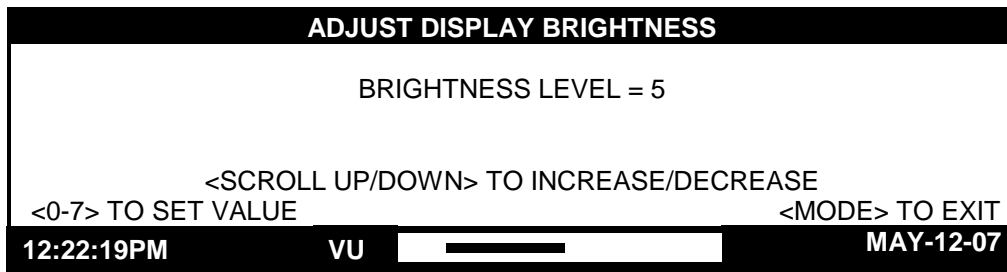 ADJUST DISPLAY BRIGHTNESS
BRIGHTNESS LEVEL = 5
<SCROLL UP/DOWN> TO INCREASE/DECREASE
<0-7> TO SET VALUE <MODE> TO EXIT
12:22:19PM VU MAY-12-07